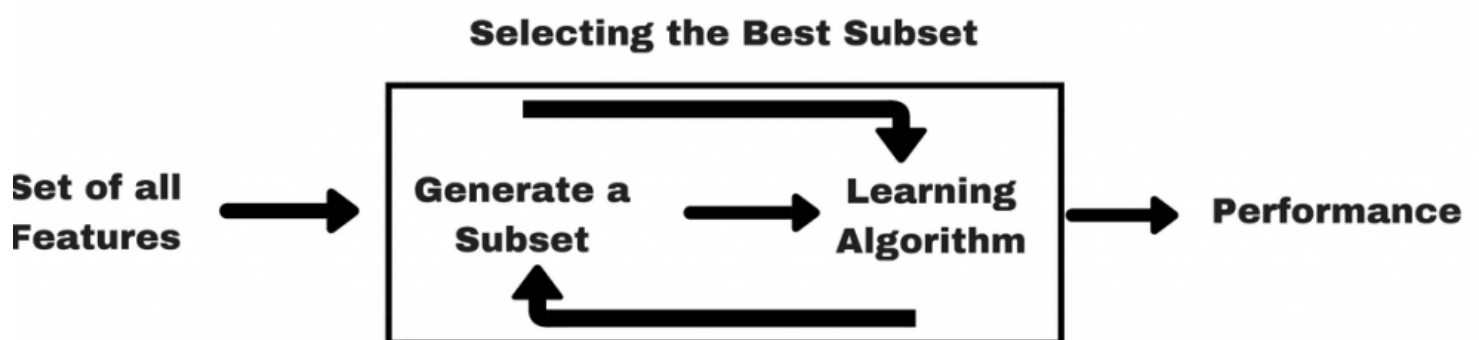 Selecting the Best Subset
Set of all
Features
Generate a
Subset
Learning
Algorithm
Performance